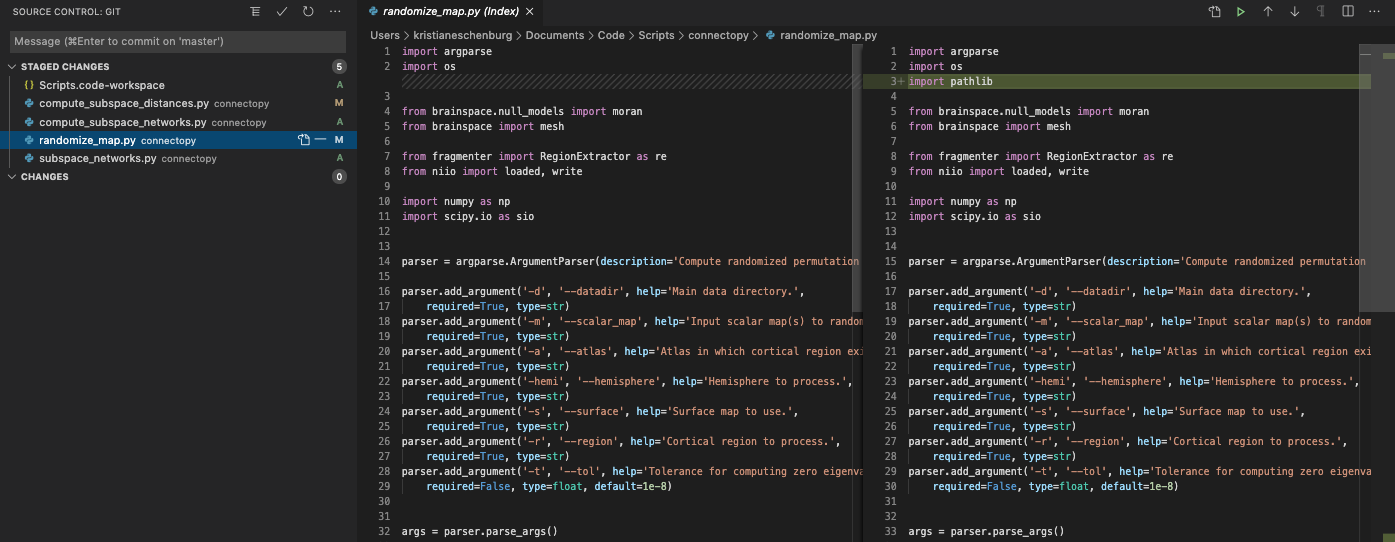 SOURCE CONTROL: GIT
Message (⌘Enter to commit on 'master')
STAGED CHANGES 5
Scripts.code-workspace A
compute_subspace_distances.py connectopy M
compute_subspace_networks.py connectopy A
randomize_map.py connectopy M
subspace_networks.py connectopy A
CHANGES 0
randomize_map.py (Index)
Users > kristianeschenburg > Documents > Code > Scripts > connectopy > randomize_map.py
1 import argparse
2 import os
3
4 from brainspace.null_models import moran
5 from brainspace import mesh
6
7 from fragmenter import RegionExtractor as re
8 from niio import loaded, write
9
10 import numpy as np
11 import scipy.io as sio
12
13
14 parser = argparse.ArgumentParser(description='Compute randomized permutation
15
16 parser.add_argument('-d', '--datadir', help='Main data directory.',
17 required=True, type=str)
18 parser.add_argument('-m', '--scalar_map', help='Input scalar map(s) to random
19 required=True, type=str)
20 parser.add_argument('-a', '--atlas', help='Atlas in which cortical region exi
21 required=True, type=str)
22 parser.add_argument('-hemi', '--hemisphere', help='Hemisphere to process.',
23 required=True, type=str)
24 parser.add_argument('-s', '--surface', help='Surface map to use.',
25 required=True, type=str)
26 parser.add_argument('-r', '--region', help='Cortical region to process.',
27 required=True, type=str)
28 parser.add_argument('-t', '--tol', help='Tolerance for computing zero eigenva
29 required=False, type=float, default=1e-8)
30
31
32 args = parser.parse_args()
1 import argparse
2 import os
3+ import pathlib
4
5 from brainspace.null_models import moran
6 from brainspace import mesh
7
8 from fragmenter import RegionExtractor as re
9 from niio import loaded, write
10
11 import numpy as np
12 import scipy.io as sio
13
14
15 parser = argparse.ArgumentParser(description='Compute randomized permutation
16
17 parser.add_argument('-d', '--datadir', help='Main data directory.',
18 required=True, type=str)
19 parser.add_argument('-m', '--scalar_map', help='Input scalar map(s) to random
20 required=True, type=str)
21 parser.add_argument('-a', '--atlas', help='Atlas in which cortical region exi
22 required=True, type=str)
23 parser.add_argument('-hemi', '--hemisphere', help='Hemisphere to process.',
24 required=True, type=str)
25 parser.add_argument('-s', '--surface', help='Surface map to use.',
26 required=True, type=str)
27 parser.add_argument('-r', '--region', help='Cortical region to process.',
28 required=True, type=str)
29 parser.add_argument('-t', '--tol', help='Tolerance for computing zero eigenva
30 required=False, type=float, default=1e-8)
31
32
33 args = parser.parse_args()